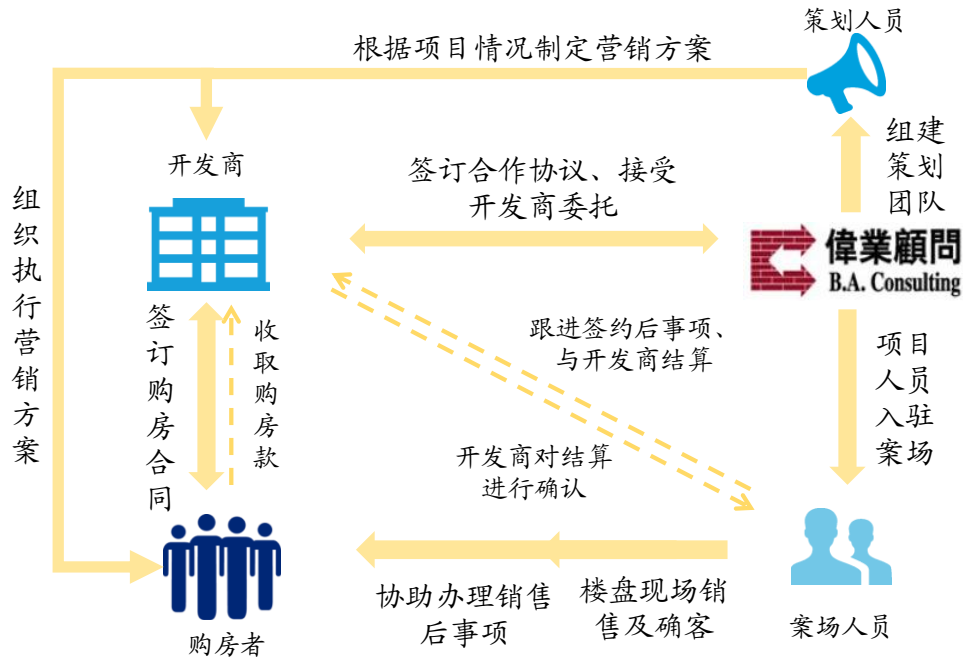 策划人员
根据项目情况制定营销方案
组建
策划
团队
开发商
签订合作协议、接受
开发商委托
偉業顧問
B.A. Consulting
组织执行营销方案
签订购房合同
收取购房款
跟进签约后事项、
与开发商结算
项目
人员
入驻
案场
开发商对结算
进行确认
协助办理销售
后事项
楼盘现场销
售及确客
购房者
案场人员